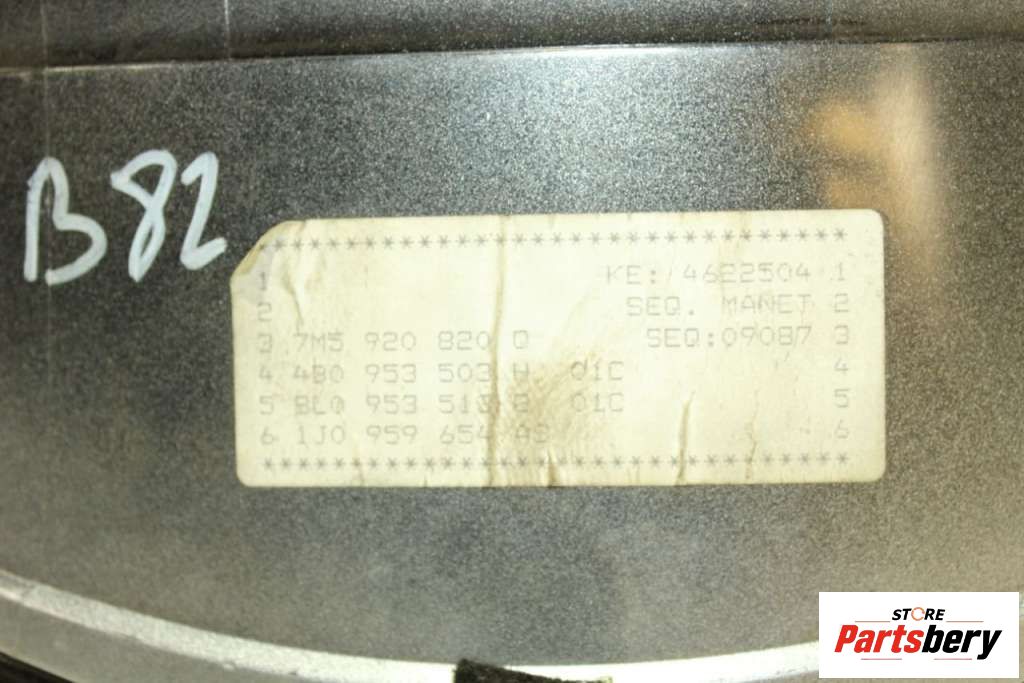 B82
*****************************************
1 KE: 4622504 1
2 SEQ. MANET 2
3 7M5 920 820 Q SEQ:09087 3
4 4B0 953 503 H 01C 4
5 8L0 953 513 01C 5
6 1J0 959 654 6
*****************************************
STORE
Partsbery